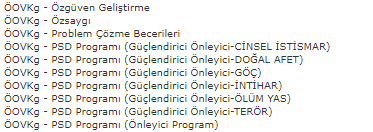 ÖOVKg - Özgüven Geliştirme
ÖOVKg - Özsaygı
ÖOVKg - Problem Çözme Becerileri
ÖOVKg - PSD Programı (Güçlendirici Önleyici-CİNSEL İSTİSMAR)
ÖOVKg - PSD Programı (Güçlendirici Önleyici-DOĞAL AFET)
ÖOVKg - PSD Programı (Güçlendirici Önleyici-GÖÇ)
ÖOVKg - PSD Programı (Güçlendirici Önleyici-İNTİHAR)
ÖOVKg - PSD Programı (Güçlendirici Önleyici-ÖLÜM YAS)
ÖOVKg - PSD Programı (Güçlendirici Önleyici-TERÖR)
ÖOVKg - PSD Programı (Önleyici Program)